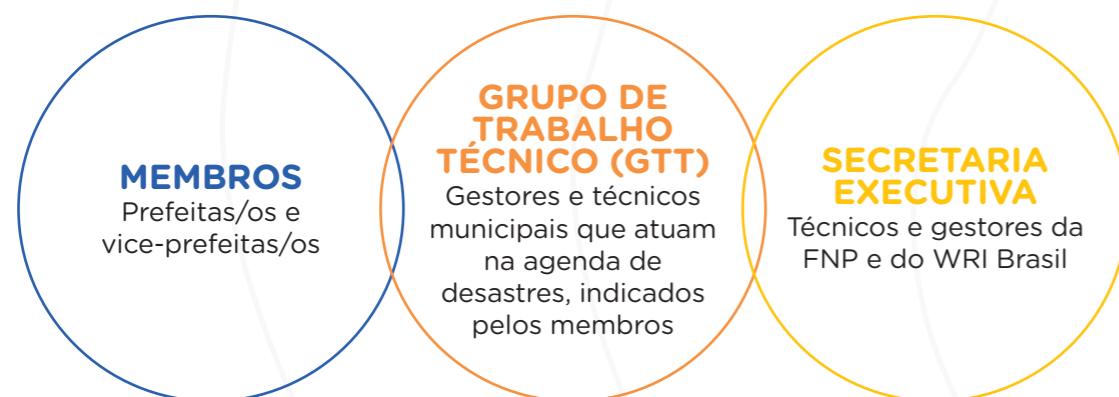 MEMBROS
Prefeitas/os e
vice-prefeitas/os
GRUPO DE
TRABALHO
TÉCNICO (GTT)
Gestores e técnicos
municipais que atuam
na agenda de
desastres, indicados
pelos membros
SECRETARIA
EXECUTIVA
Técnicos e gestores da
FNP e do WRI Brasil